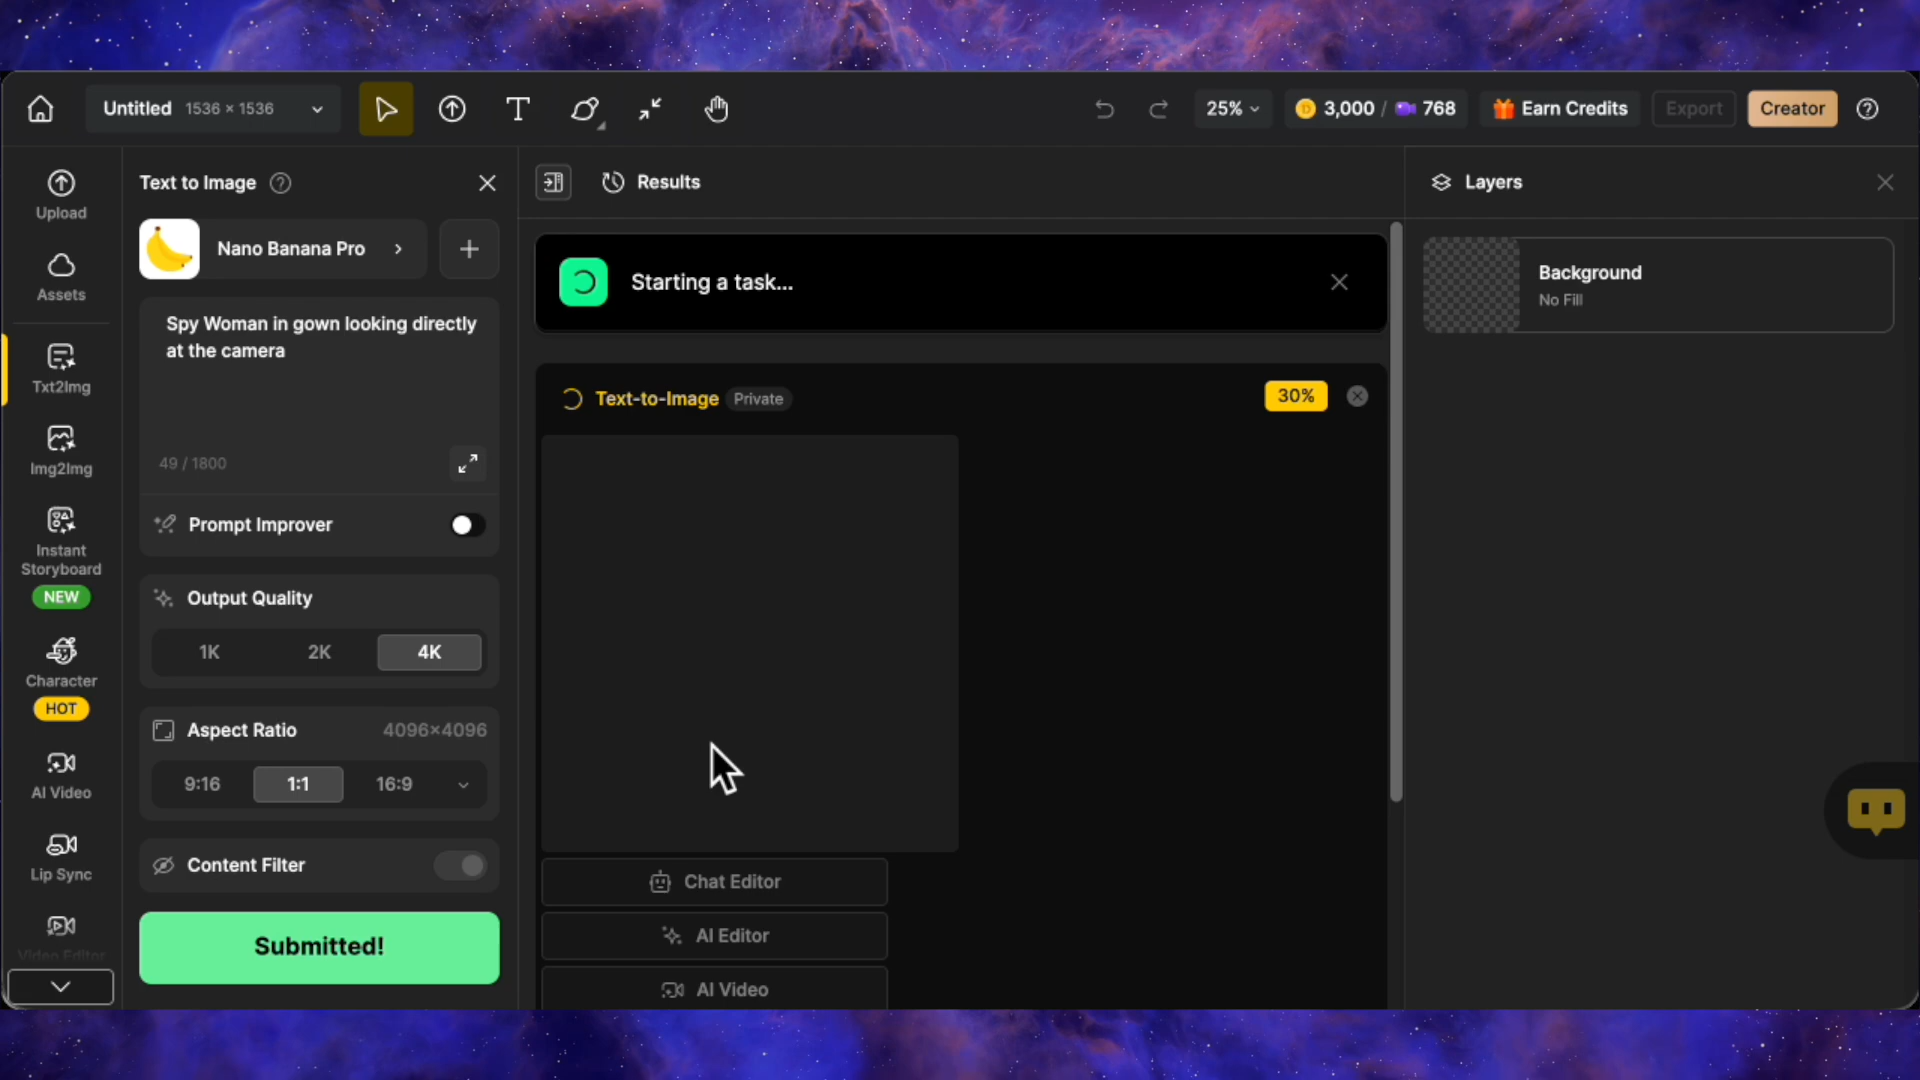 Untitled 1536 × 1536
25%
3,000 / 768
Earn Credits
Export
Creator
Upload
Assets
Txt2Img
Img2Img
Instant
Storyboard
NEW
Character
HOT
AI Video
Lip Sync
Video Editor
Text to Image
Nano Banana Pro
Spy Woman in gown looking directly
at the camera
49 / 1800
Prompt Improver
Output Quality
1K 2K 4K
Aspect Ratio 4096×4096
9:16 1:1 16:9
Content Filter
Submitted!
Results
Starting a task...
Text-to-Image Private 30%
Chat Editor
AI Editor
AI Video
Layers
Background
No Fill